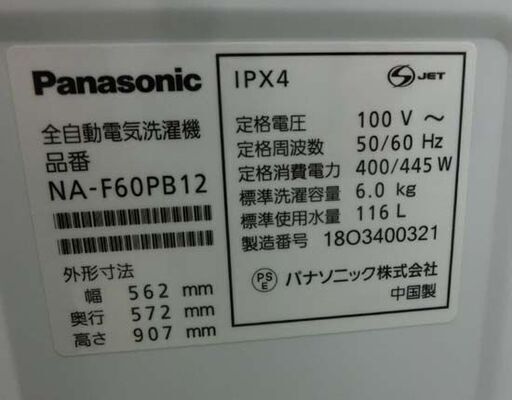 Panasonic
全自動電気洗濯機
品番
NA-F60PB12
外形寸法
幅 562 mm
奥行 572 mm
高さ 907 mm
IPX4
S JET
定格電圧 100 V ～
定格周波数 50/60 Hz
定格消費電力 400/445 W
標準洗濯容量 6.0 kg
標準使用水量 116 L
製造番号 18O3400321
PS E パナソニック株式会社
中国製